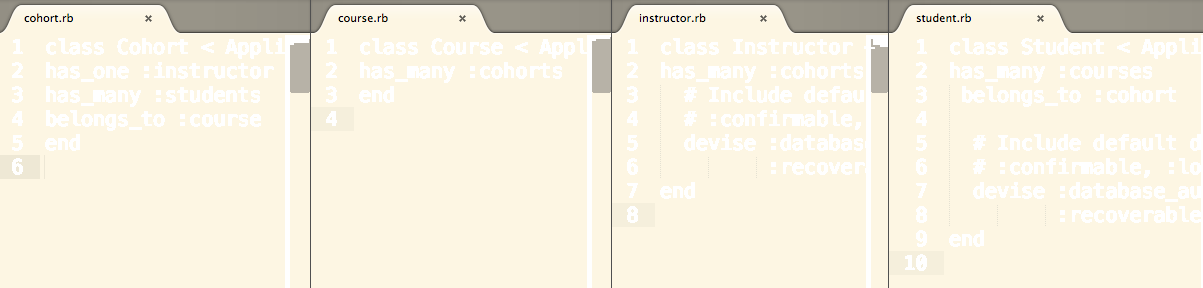 cohort.rb ×
1 class Cohort < Appli
2 has_one :instructor
3 has_many :students
4 belongs_to :course
5 end
6
course.rb ×
1 class Course < Appl
2 has_many :cohorts
3 end
4
instructor.rb ×
1 class Instructor <
2 has_many :cohorts
3 # Include defau
4 # :confirmable,
5 devise :databas
6 :recover
7 end
8
student.rb ×
1 class Student < Appli
2 has_many :courses
3 belongs_to :cohort
4
5 # Include default d
6 # :confirmable, :lo
7 devise :database_au
8 :recoverable
9 end
10